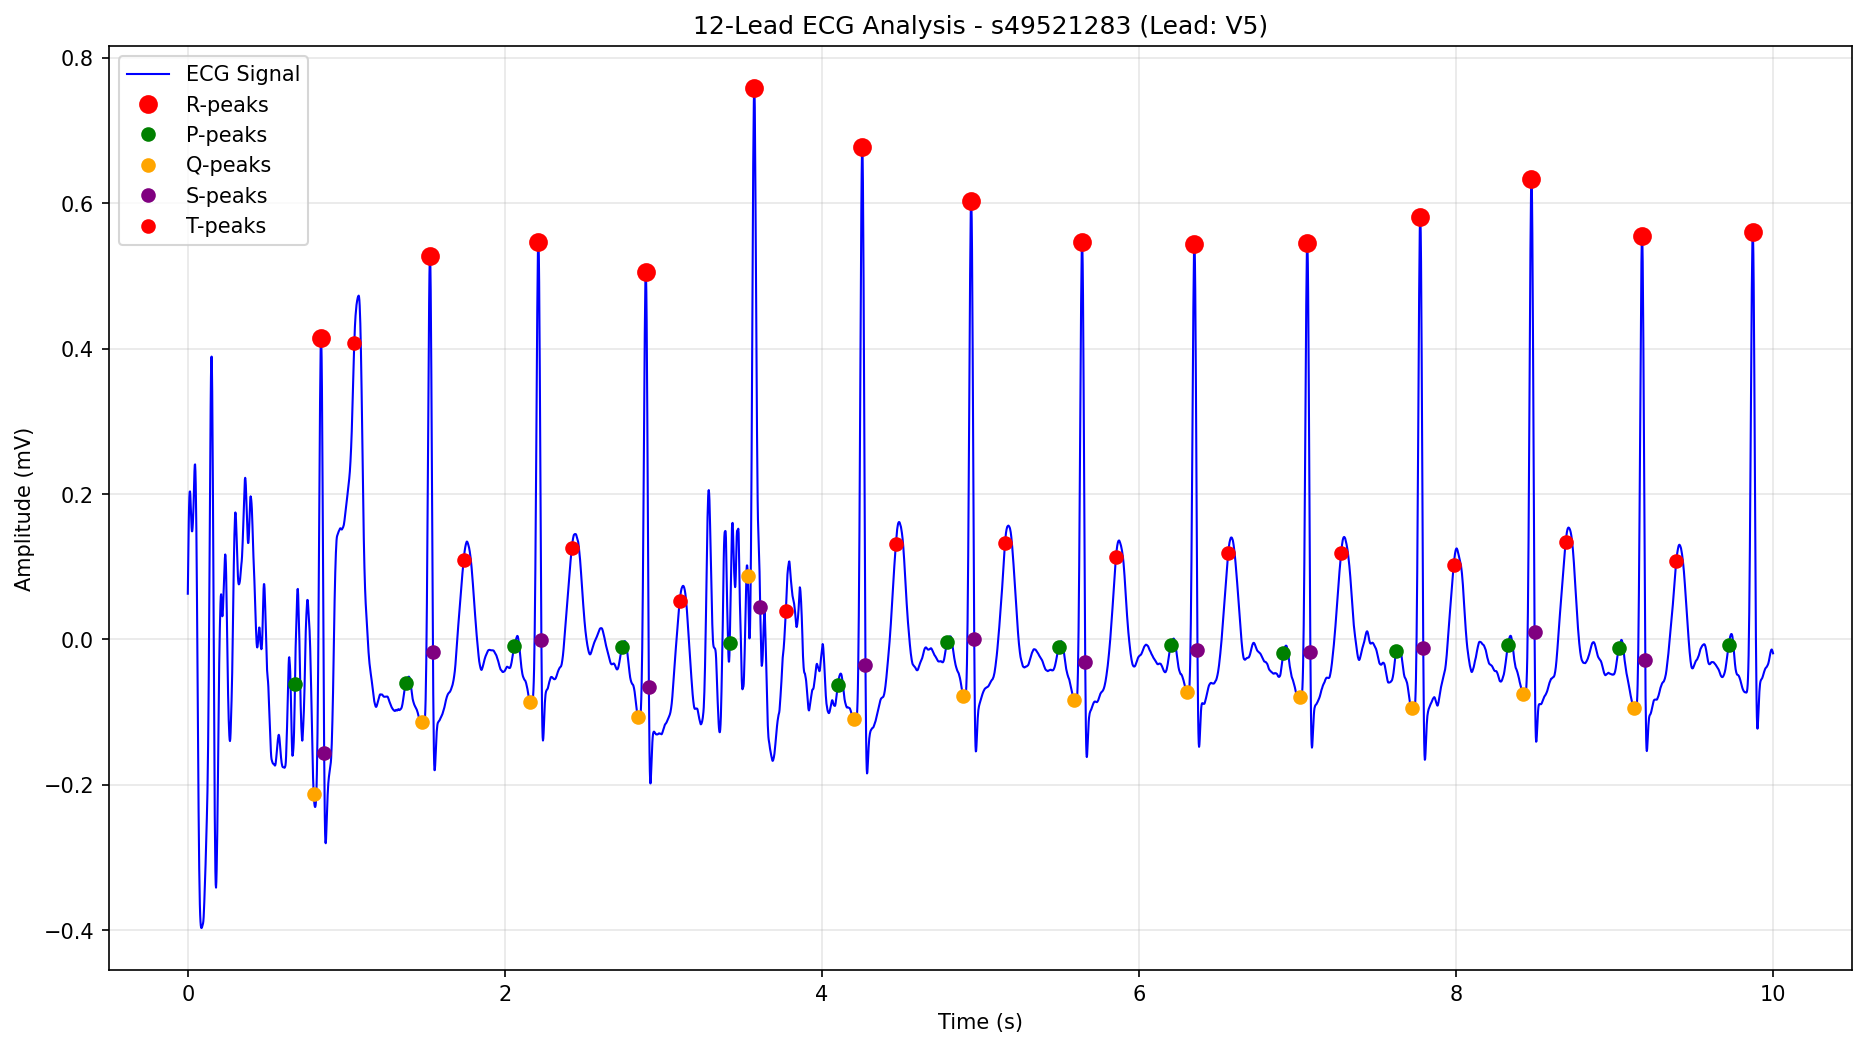 12-Lead ECG Analysis - s49521283 (Lead: V5)
ECG Signal
R-peaks
P-peaks
Q-peaks
S-peaks
T-peaks
0.8
0.6
0.4
0.2
0.0
−0.2
−0.4
Amplitude (mV)
0 2 4 6 8 10
Time (s)